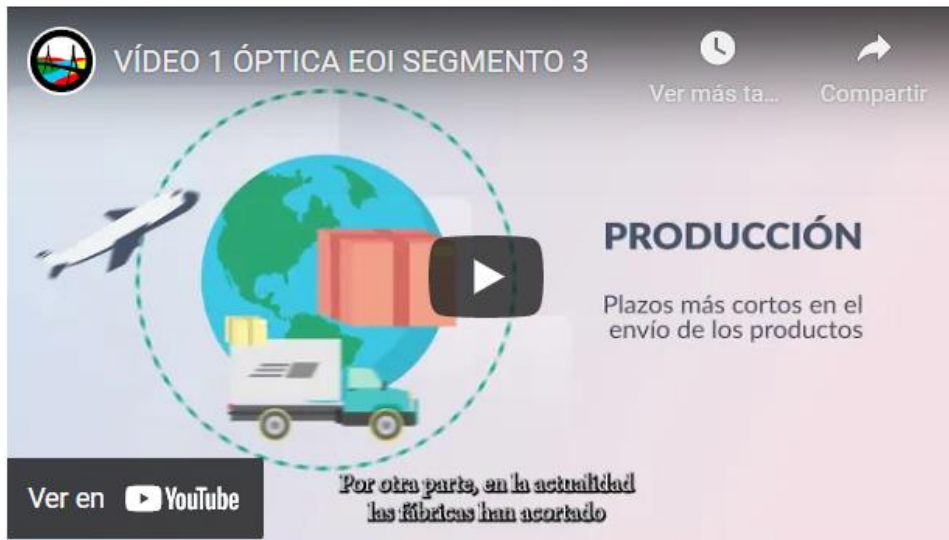 VÍDEO 1 ÓPTICA EOI SEGMENTO 3
Ver más ta...
Compartir
PRODUCCIÓN
Plazos más cortos en el
envío de los productos
Por otra parte, en la actualidad
las fábricas han acortado
Ver en YouTube